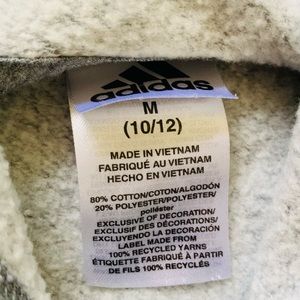 adidas
M
(10/12)
MADE IN VIETNAM
FABRIQUÉ AU VIETNAM
HECHO EN VIETNAM
80% COTTON/COTON/ALGODÓN
20% POLYESTER/POLYESTER/
poliéster
EXCLUSIVE OF DECORATION/
EXCLUSIF DES DÉCORATIONS/
EXCLUYENDO LA DECORACIÓN
LABEL MADE FROM
100% RECYCLED YARNS
ÉTIQUETTE FABRIQUÉE À PARTIR
DE FILS 100% RECYCLÉS